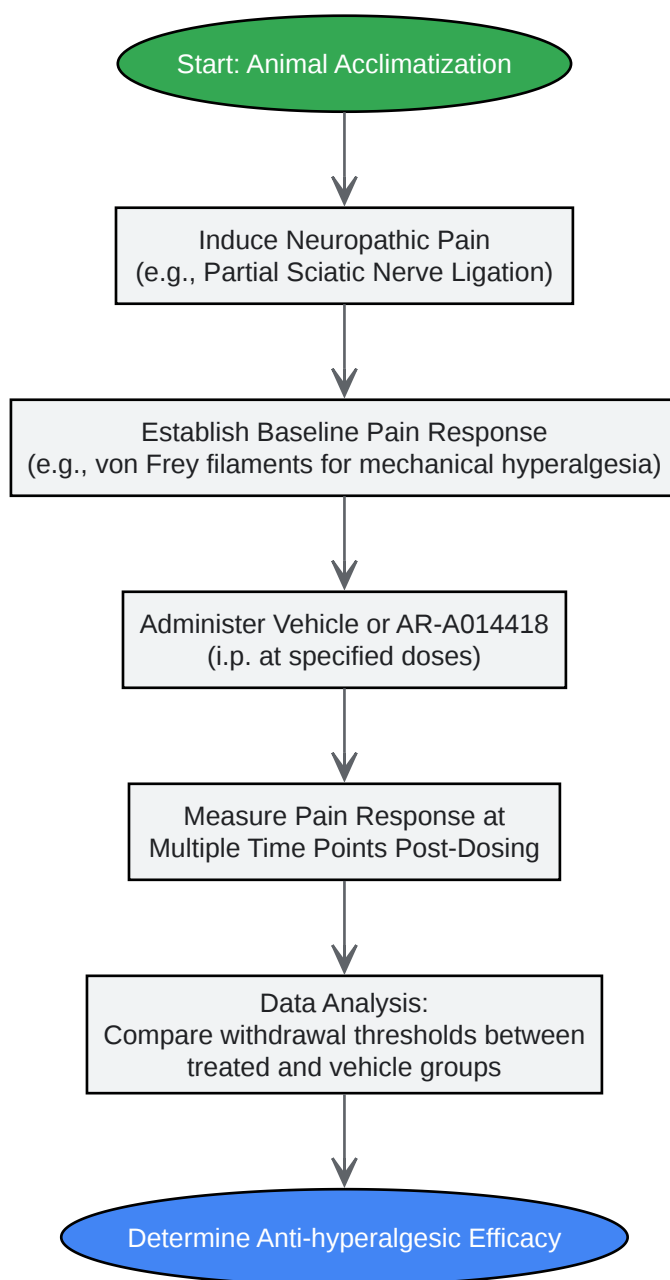 Start: Animal Acclimatization
Induce Neuropathic Pain
(e.g., Partial Sciatic Nerve Ligation)
Establish Baseline Pain Response
(e.g., von Frey filaments for mechanical hyperalgesia)
Administer Vehicle or AR-A014418
(i.p. at specified doses)
Measure Pain Response at
Multiple Time Points Post-Dosing
Data Analysis:
Compare withdrawal thresholds between
treated and vehicle groups
Determine Anti-hyperalgesic Efficacy